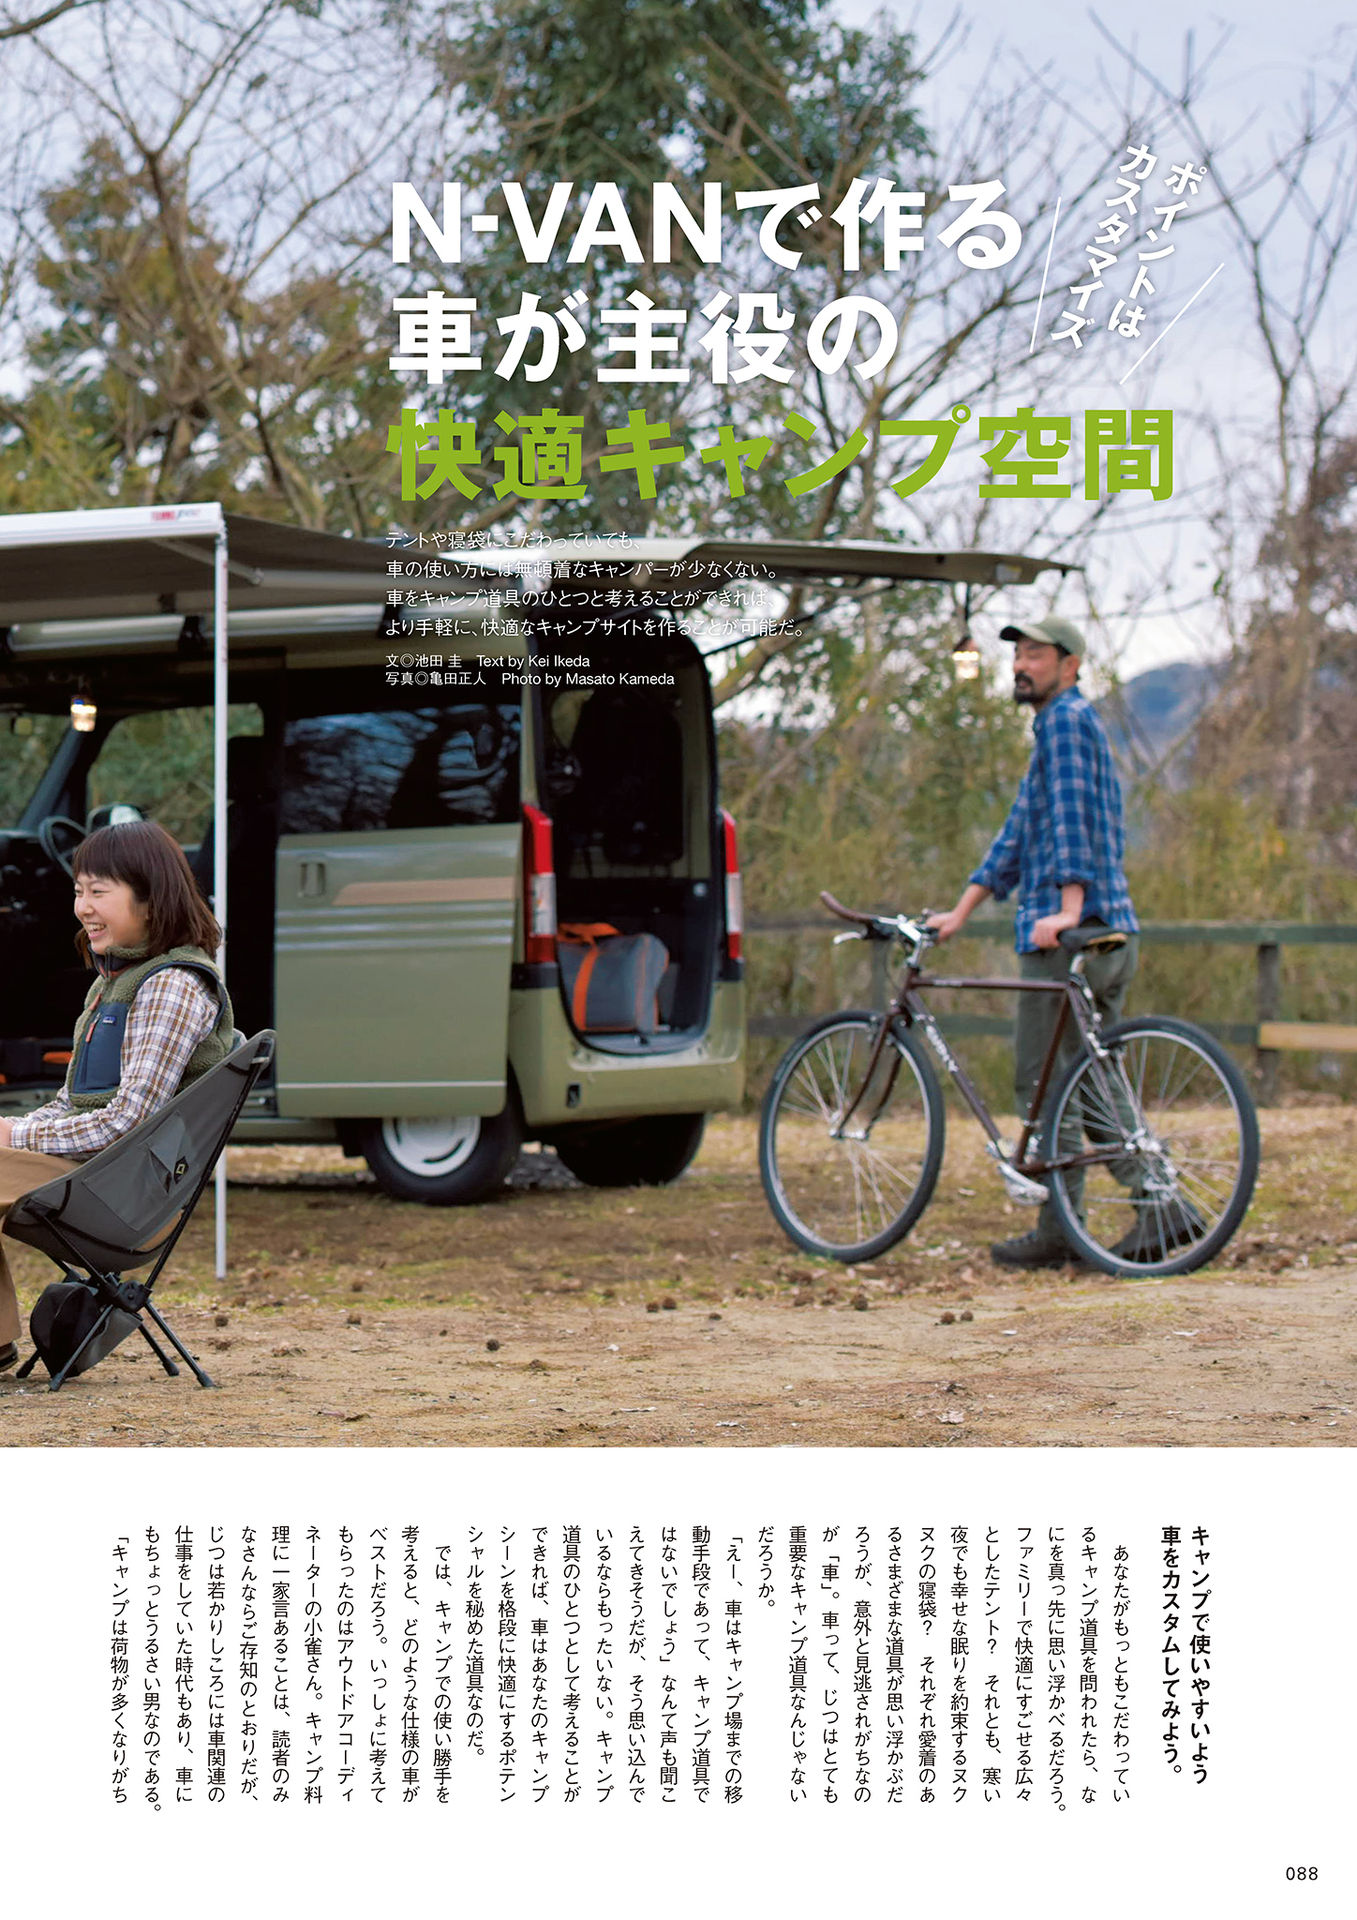 ポイントは
カスタマイズ
N-VANで作る
車が主役の
快適キャンプ空間
テントや寝袋にこだわっていても、
車の使い方には無頓着なキャンパーが少なくない。
車をキャンプ道具のひとつと考えることができれば、
より手軽に、快適なキャンプサイトを作ることが可能だ。
文◎池田 圭　Text by Kei Ikeda
写真◎亀田正人　Photo by Masato Kameda
キャンプで使いやすいよう
車をカスタムしてみよう。
　あなたがもっともこだわってい
るキャンプ道具を問われたら、な
にを真っ先に思い浮かべるだろう。
ファミリーで快適にすごせる広々
としたテント？　それとも、寒い
夜でも幸せな眠りを約束するヌク
ヌクの寝袋？　それぞれ愛着のあ
るさまざまな道具が思い浮かぶだ
ろうが、意外と見逃されがちなの
が「車」。車って、じつはとても
重要なキャンプ道具なんじゃない
だろうか。
「えー、車はキャンプ場までの移
動手段であって、キャンプ道具で
はないでしょう」なんて声も聞こ
えてきそうだが、そう思い込んで
いるならもったいない。キャンプ
道具のひとつとして考えることが
できれば、車はあなたのキャンプ
シーンを格段に快適にするポテン
シャルを秘めた道具なのだ。
　では、キャンプでの使い勝手を
考えると、どのような仕様の車が
ベストだろう。いっしょに考えて
もらったのはアウトドアコーディ
ネーターの小雀さん。キャンプ料
理に一家言あることは、読者のみ
なさんならご存知のとおりだが、
じつは若かりしころには車関連の
仕事をしていた時代もあり、車に
もちょっとうるさい男なのである。
「キャンプは荷物が多くなりがち
088